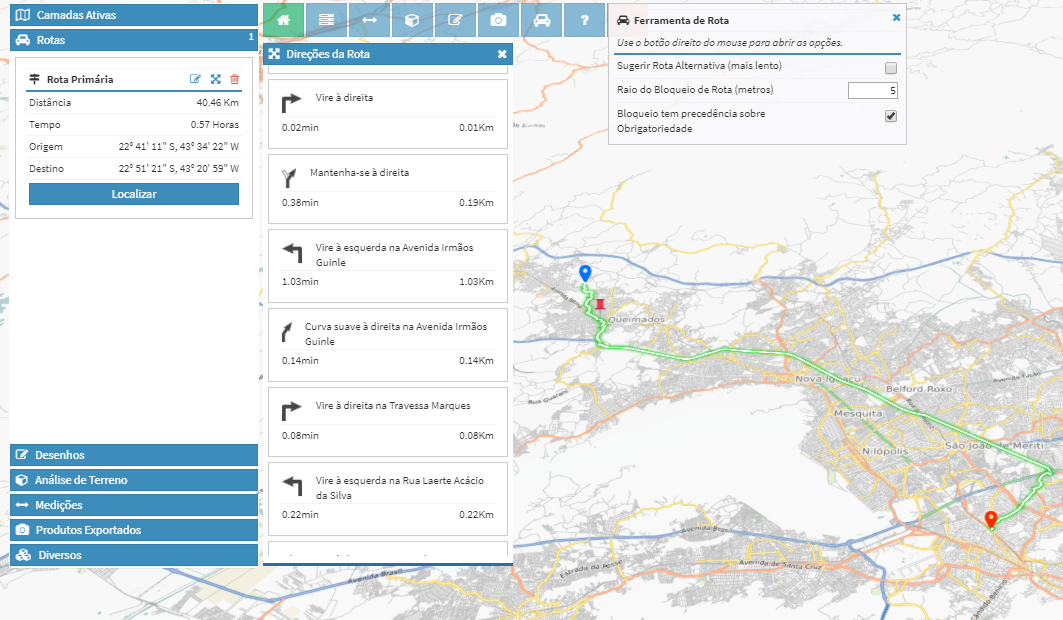 Camadas Ativas
Rotas
1
Rota Primária
Distância 40.46 Km
Tempo 0.57 Horas
Origem 22º 41' 11" S, 43º 34' 22" W
Destino 22º 51' 21" S, 43º 20' 59" W
Localizar
Desenhos
Análise de Terreno
Medições
Produtos Exportados
Diversos
?
Direções da Rota
Vire à direita
0.02min 0.01Km
Mantenha-se à direita
0.38min 0.19Km
Vire à esquerda na Avenida Irmãos
Guinle
1.03min 1.03Km
Curva suave à direita na Avenida Irmãos
Guinle
0.14min 0.14Km
Vire à direita na Travessa Marques
0.08min 0.08Km
Vire à esquerda na Rua Laerte Acácio
da Silva
0.22min 0.22Km
Ferramenta de Rota
Use o botão direito do mouse para abrir as opções.
Sugerir Rota Alternativa (mais lento)
Raio do Bloqueio de Rota (metros) 5
Bloqueio tem precedência sobre
Obrigatoriedade
Queimados
Nova Iguaçu
Belford Roxo
Mesquita
São João de Meriti
Nilópolis
Avenida Brasil
Avenida Brasil
Estrada da Posse
Avenida de Santa Cruz